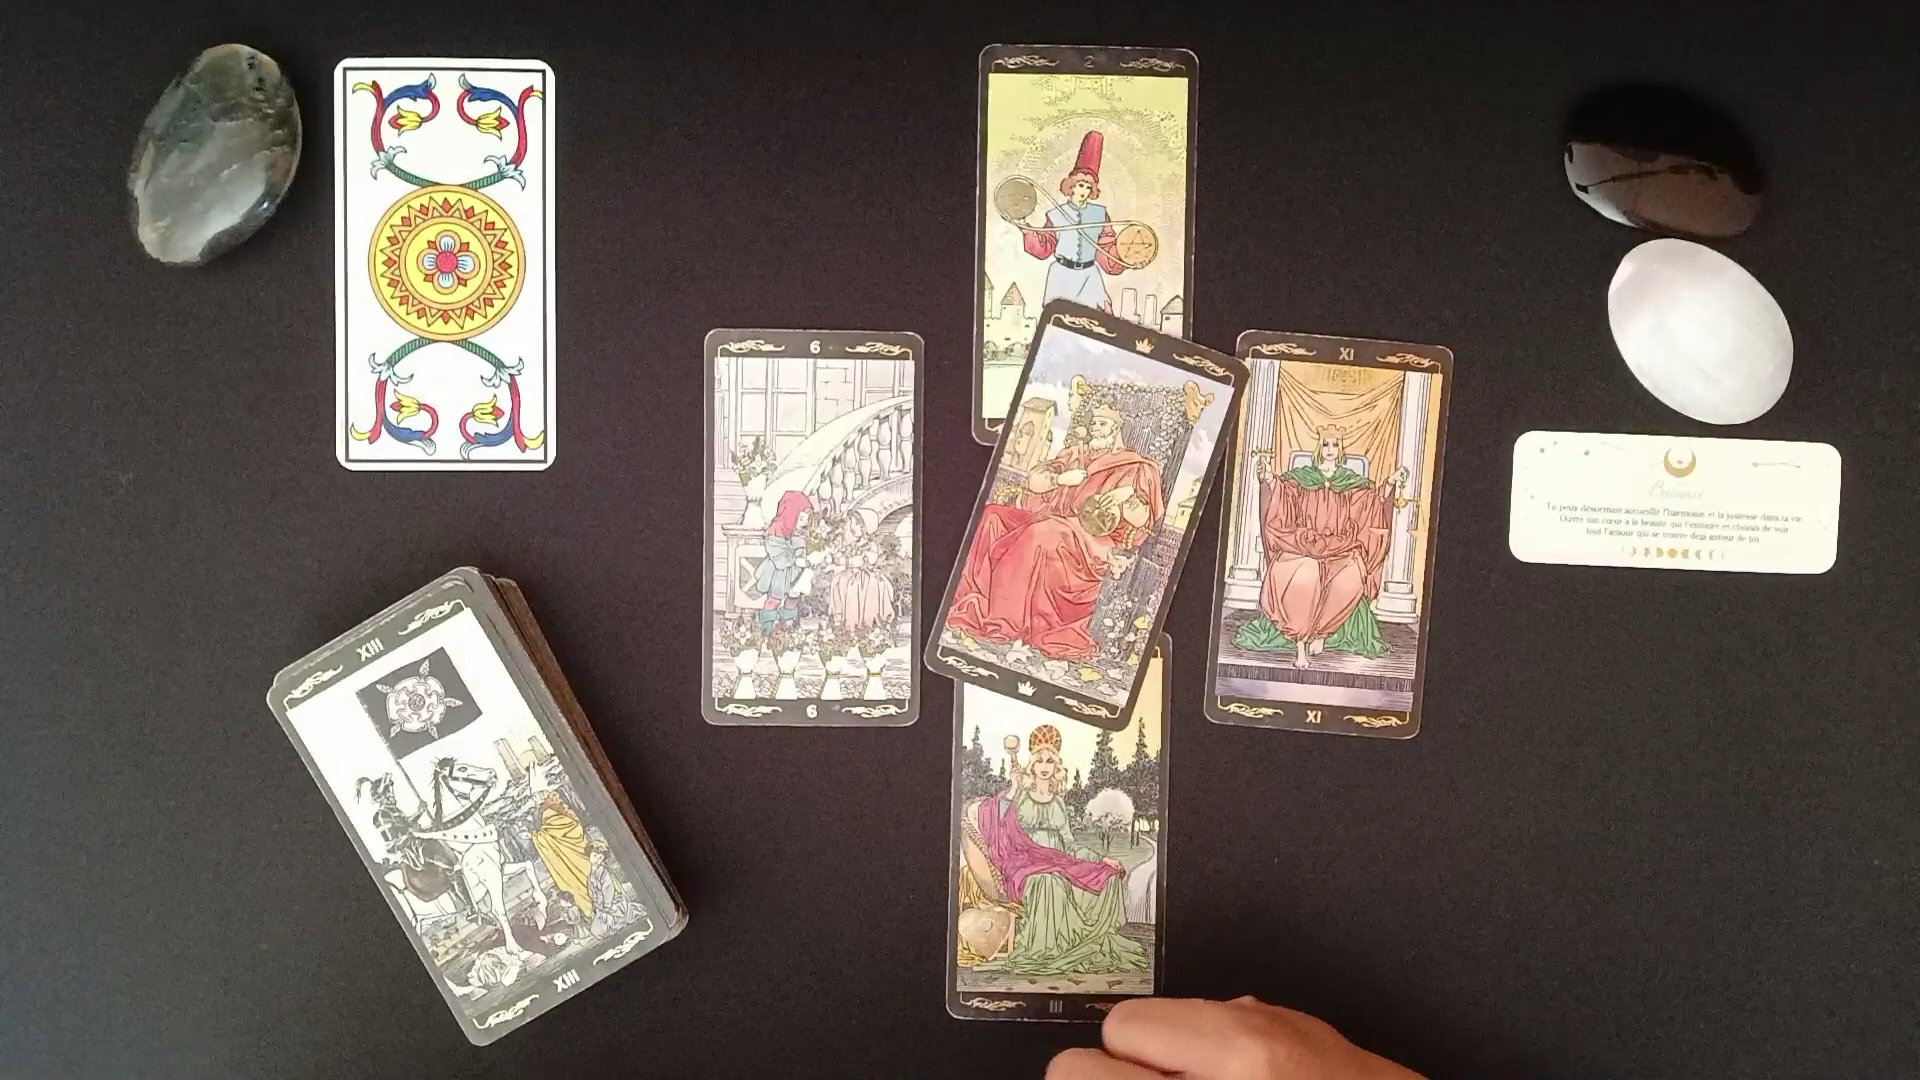 2
6
6
XI
XI
Balance
Tu peux désormais accueillir l'harmonie et la justesse dans ta vie.
Ouvre ton cœur à la beauté qui t'entoure et choisis de voir
tout l'amour qui se trouve déjà autour de toi
XIII
XIII
III